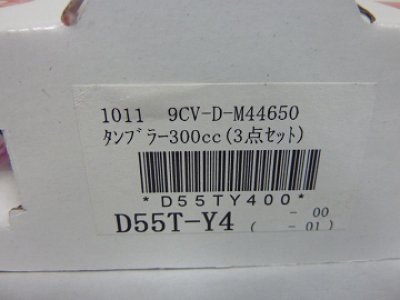 1011 9CV-D-M44650
ﾀﾝﾌﾞﾗｰ300cc(3点ｾｯﾄ)
*D55TY400*
D55T-Y4 - 00
( - 01)